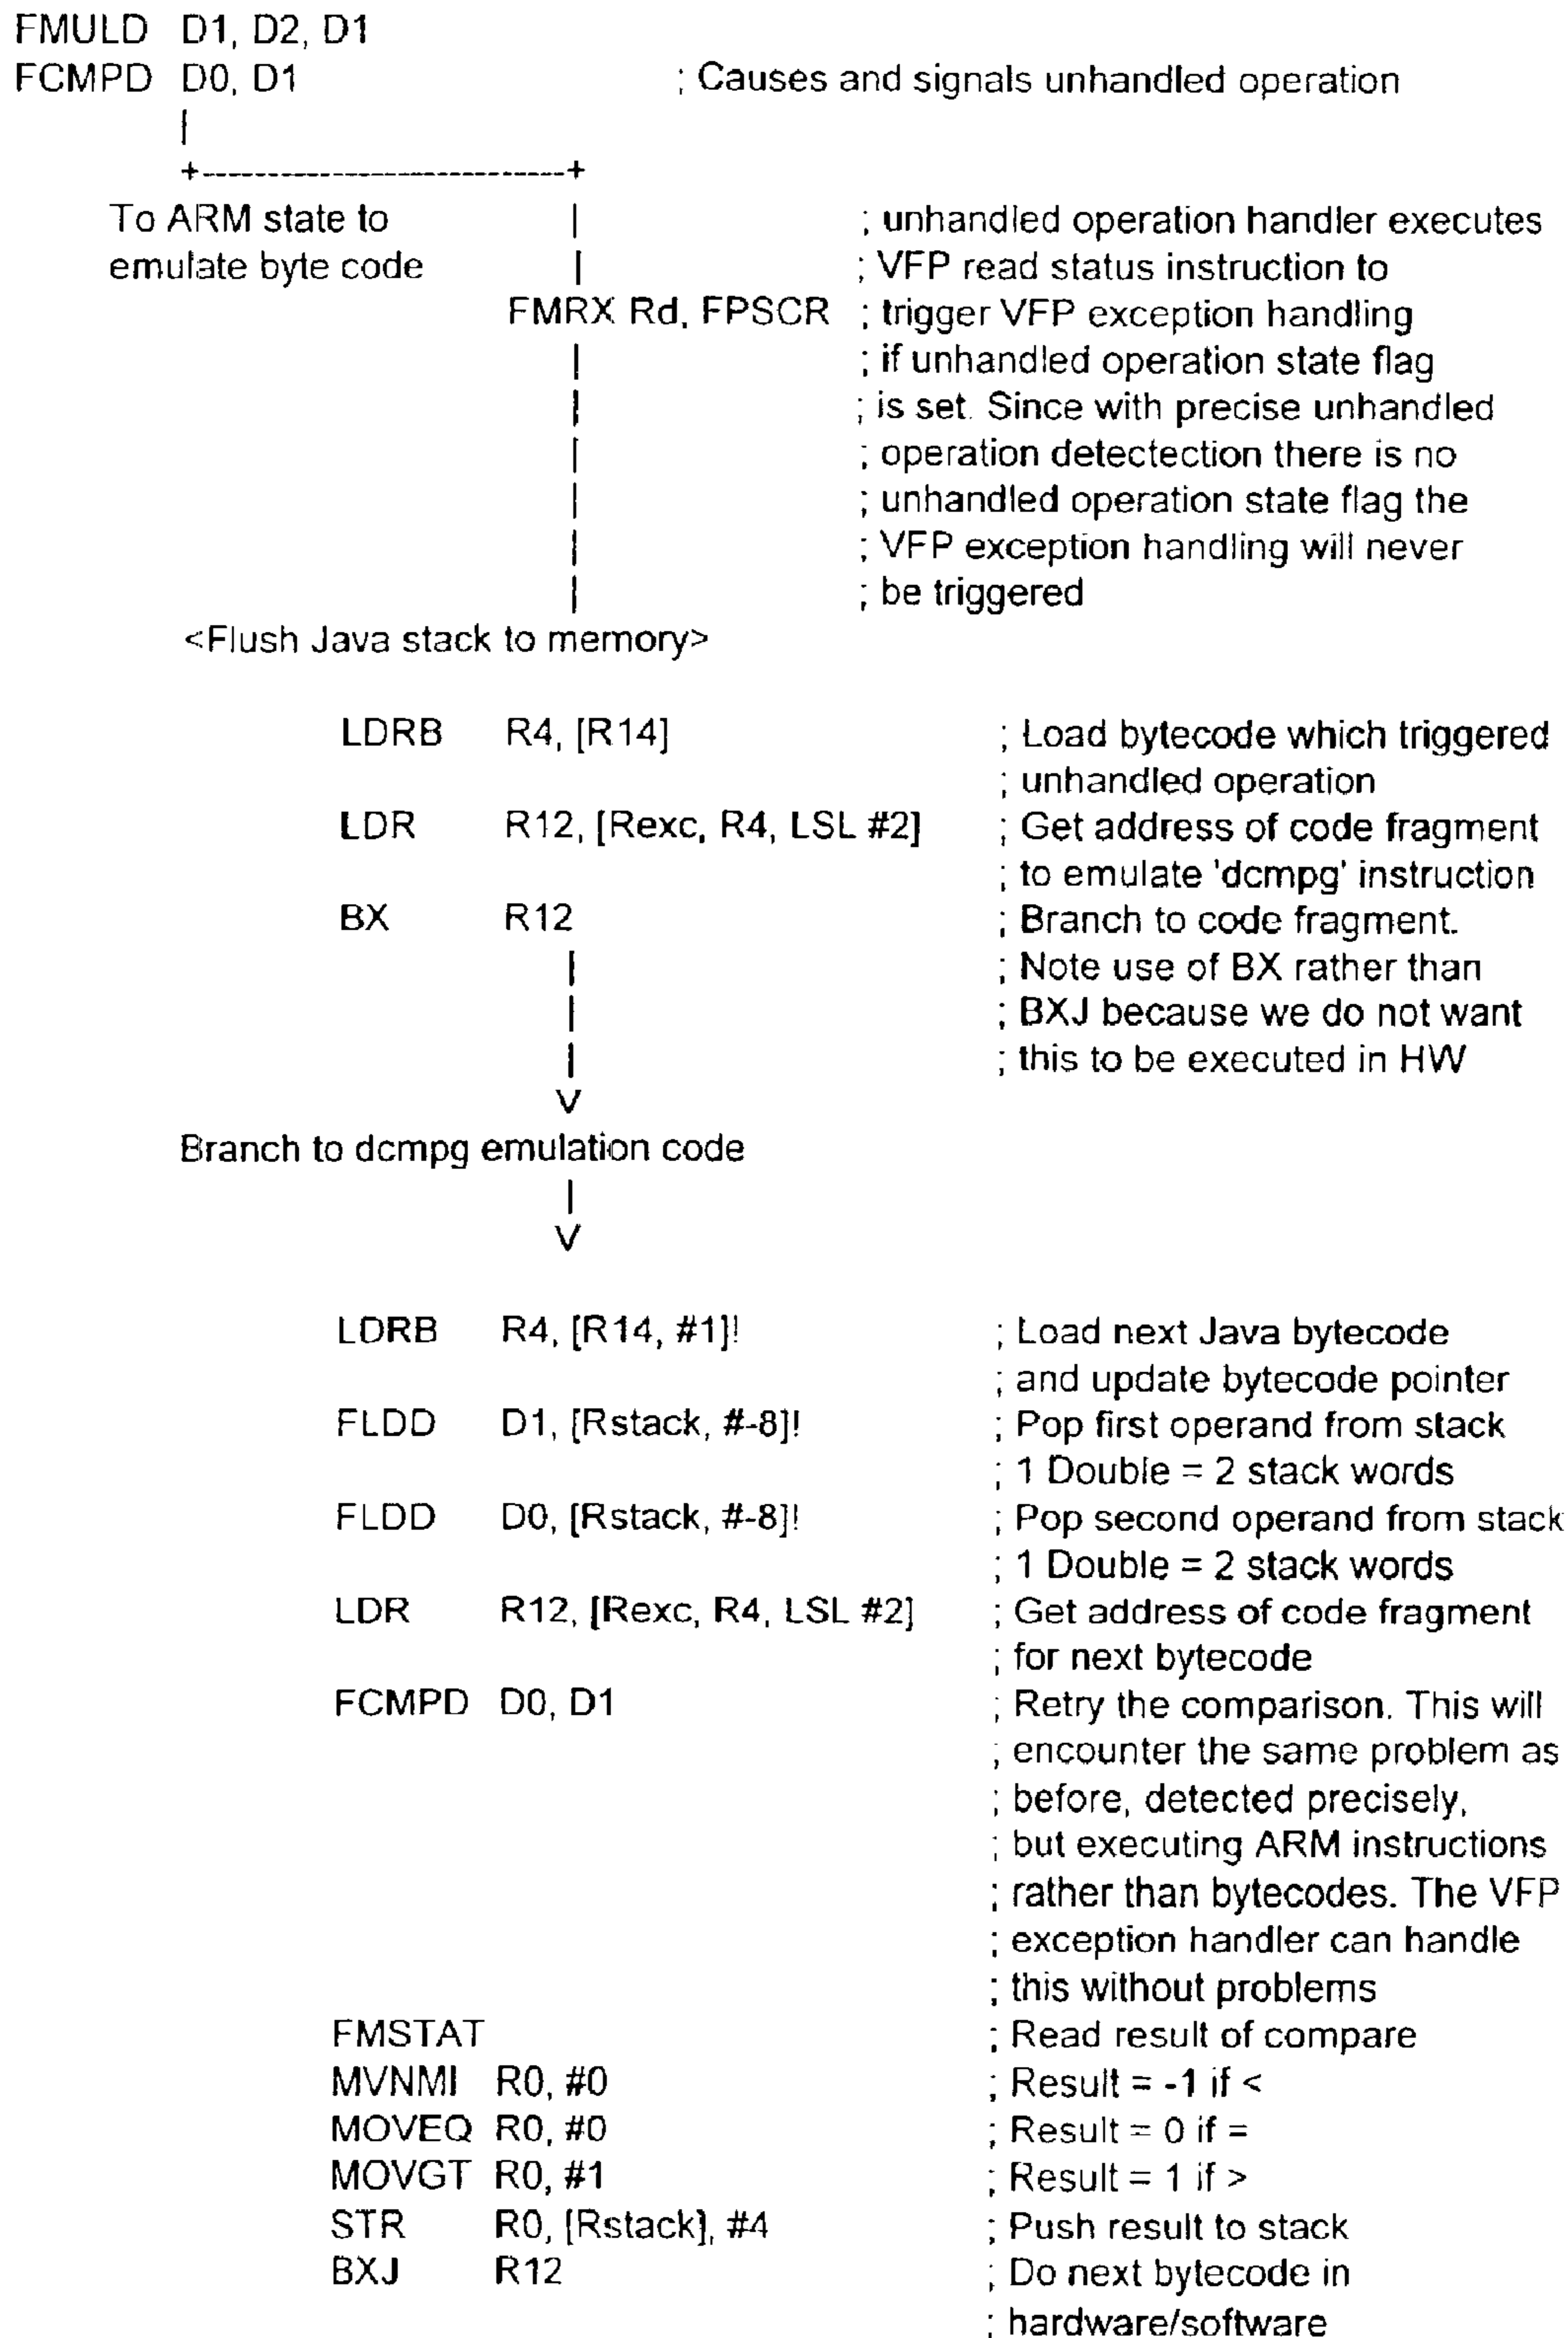 FMULD D1, D2, D1
FCMPD D0, D1 ; Causes and signals unhandled operation
|
+----------------------------+
To ARM state to | ; unhandled operation handler executes
emulate byte code | ; VFP read status instruction to
FMRX Rd, FPSCR ; trigger VFP exception handling
| ; if unhandled operation state flag
| ; is set. Since with precise unhandled
| ; operation detectection there is no
| ; unhandled operation state flag the
| ; VFP exception handling will never
| ; be triggered
<Flush Java stack to memory>
LDRB R4, [R14] ; Load bytecode which triggered
; unhandled operation
LDR R12, [Rexc, R4, LSL #2] ; Get address of code fragment
; to emulate 'dcmpg' instruction
BX R12 ; Branch to code fragment.
| ; Note use of BX rather than
| ; BXJ because we do not want
| ; this to be executed in HW
V
Branch to dcmpg emulation code
|
V
LDRB R4, [R14, #1]! ; Load next Java bytecode
; and update bytecode pointer
FLDD D1, [Rstack, #-8]! ; Pop first operand from stack
; 1 Double = 2 stack words
FLDD D0, [Rstack, #-8]! ; Pop second operand from stack
; 1 Double = 2 stack words
LDR R12, [Rexc, R4, LSL #2] ; Get address of code fragment
; for next bytecode
FCMPD D0, D1 ; Retry the comparison. This will
; encounter the same problem as
; before, detected precisely,
; but executing ARM instructions
; rather than bytecodes. The VFP
; exception handler can handle
; this without problems
FMSTAT ; Read result of compare
MVNMI R0, #0 ; Result = -1 if <
MOVEQ R0, #0 ; Result = 0 if =
MOVGT R0, #1 ; Result = 1 if >
STR R0, [Rstack], #4 ; Push result to stack
BXJ R12 ; Do next bytecode in
; hardware/software